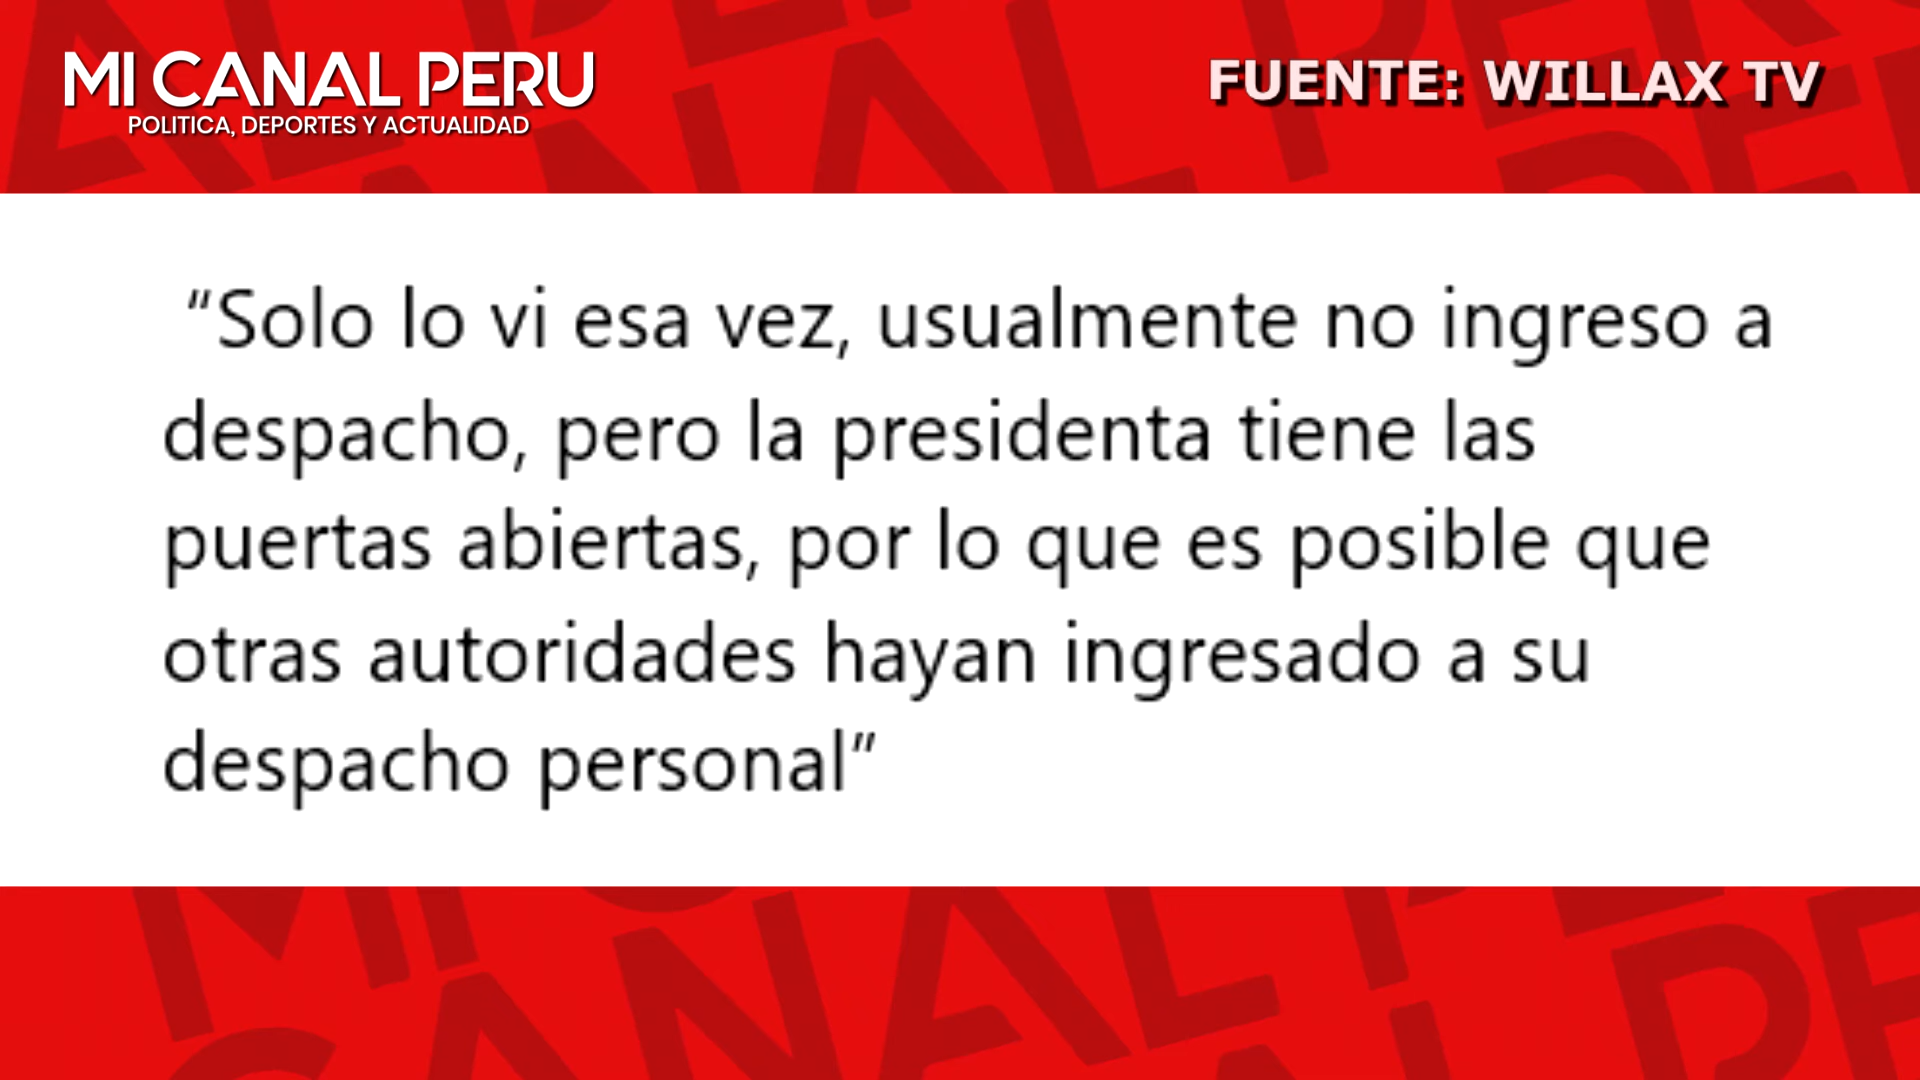 MI CANAL PERU
POLITICA, DEPORTES Y ACTUALIDAD
FUENTE: WILLAX TV
“Solo lo vi esa vez, usualmente no ingreso a
despacho, pero la presidenta tiene las
puertas abiertas, por lo que es posible que
otras autoridades hayan ingresado a su
despacho personal”